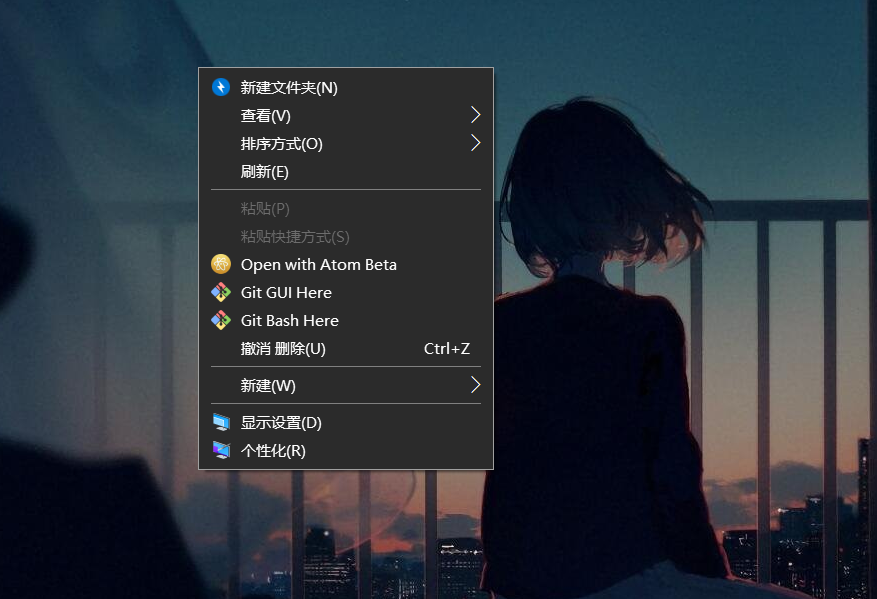 新建文件夹(N)
查看(V)
排序方式(O)
刷新(E)
粘贴(P)
粘贴快捷方式(S)
Open with Atom Beta
Git GUI Here
Git Bash Here
撤消 删除(U) Ctrl+Z
新建(W)
显示设置(D)
个性化(R)